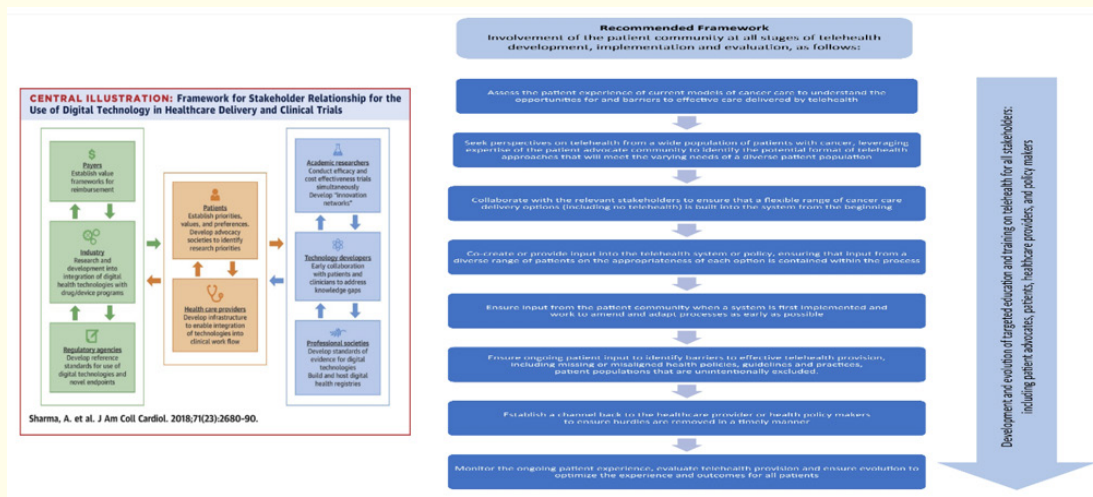 CENTRAL ILLUSTRATION: Framework for Stakeholder Relationship for the
Use of Digital Technology in Healthcare Delivery and Clinical Trials
Payers
Establish value
frameworks for
reimbursement
Industry
Research and
development into
integration of digital
health technologies with
drug/device programs
Regulatory agencies
Develop reference
standards for use of
digital technologies and
novel endpoints
Patients
Establish priorities,
values, and preferences.
Develop advocacy
societies to identify
research priorities
Health care providers
Develop infrastructure
to enable integration
of technologies into
clinical work flow
Academic researchers
Conduct efficacy and
cost effectiveness trials
simultaneously
Develop "innovation
networks"
Technology developers
Early collaboration
with patients and
clinicians to address
knowledge gaps
Professional societies
Develop standards of
evidence for digital
technologies
Build and host digital
health registries
Sharma, A. et al. J Am Coll Cardiol. 2018;71(23):2680-90.
Recommended Framework
Involvement of the patient community at all stages of telehealth
development, implementation and evaluation, as follows:
Assess the patient experience of current models of cancer care to understand the
opportunities for and barriers to effective care delivered by telehealth
Seek perspectives on telehealth from a wide population of patients with cancer, leveraging
expertise of the patient advocate community to identify the potential format of telehealth
approaches that will meet the varying needs of a diverse patient population
Collaborate with the relevant stakeholders to ensure that a flexible range of cancer care
delivery options (including no telehealth) is built into the system from the beginning
Co-create or provide input into the telehealth system or policy, ensuring that input from a
diverse range of patients on the appropriateness of each option is contained within the process
Ensure input from the patient community when a system is first implemented and
work to amend and adapt processes as early as possible
Ensure ongoing patient input to identify barriers to effective telehealth provision,
including missing or misaligned health policies, guidelines and practices,
patient populations that are unintentionally excluded.
Establish a channel back to the healthcare provider or health policy makers
to ensure hurdles are removed in a timely manner
Monitor the ongoing patient experience, evaluate telehealth provision and ensure evolution to
optimize the experience and outcomes for all patients
Development and evolution of targeted education and training on telehealth for all stakeholders:
including patient advocates, patients, healthcare providers, and policy makers